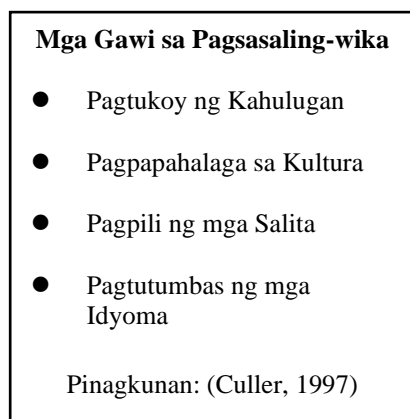 Mga Gawi sa Pagsasaling-wika
● Pagtukoy ng Kahulugan
● Pagpapahalaga sa Kultura
● Pagpili ng mga Salita
● Pagtutumbas ng mga
Idyoma
Pinagkunan: (Culler, 1997)